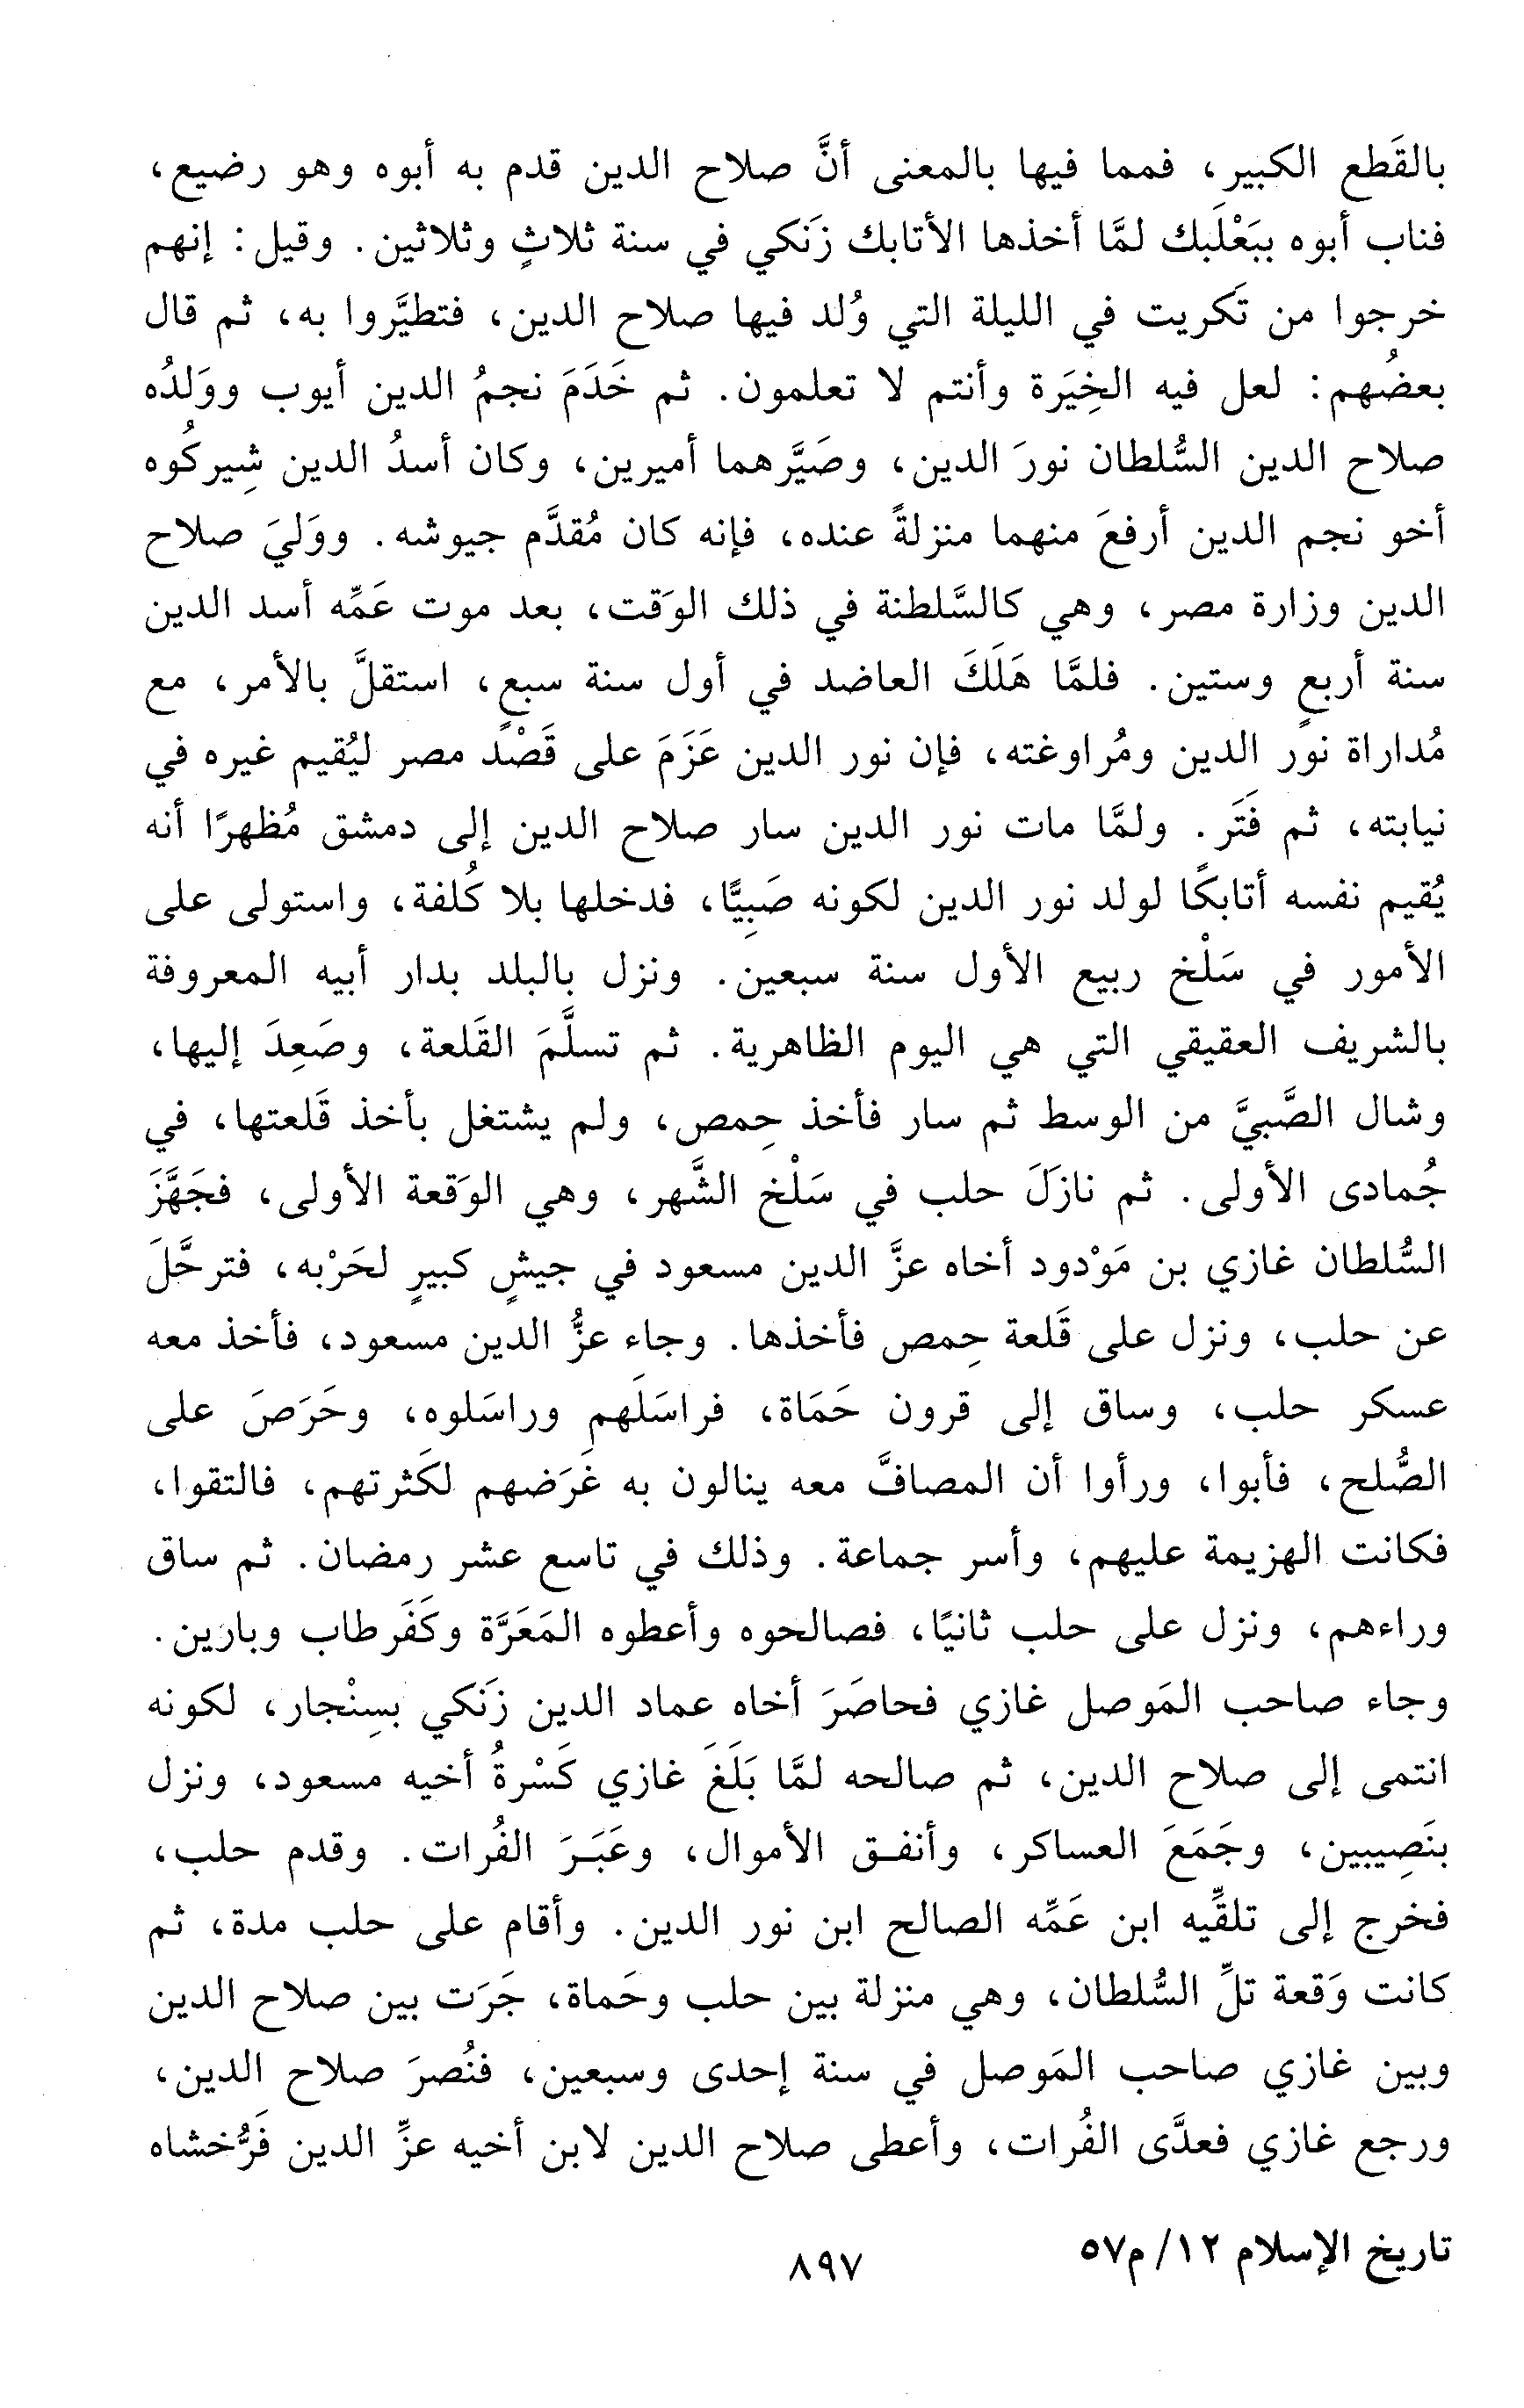 بالقَطع الكبير، فمما فيها بالمعنى أنَّ صلاح الدين قدم به أبوه وهو رضيع،
فناب أبوه ببَعْلَبك لمَّا أخذها الأتابك زَنكي في سنة ثلاثٍ وثلاثين. وقيل: إنهم
خرجوا من تَكريت في الليلة التي وُلد فيها صلاح الدين، فتطيَّروا به، ثم قال
بعضُهم: لعل فيه الخِيَرة وأنتم لا تعلمون. ثم خَدَمَ نجمُ الدين أيوب ووَلدُه
صلاح الدين السُّلطان نورَ الدين، وصَيَّرهما أميرين، وكان أسدُ الدين شِيركُوه
أخو نجم الدين أرفعَ منهما منزلةً عنده، فإنه كان مُقدَّم جيوشه. ووَليَ صلاح
الدين وزارة مصر، وهي كالسَّلطنة في ذلك الوَقت، بعد موت عَمِّه أسد الدين
سنة أربعٍ وستين. فلمَّا هَلَكَ العاضد في أول سنة سبعٍ، استقلَّ بالأمر، مع
مُداراة نور الدين ومُراوغته، فإن نور الدين عَزَمَ على قَصْد مصر ليُقيم غيره في
نيابته، ثم فَتَر. ولمَّا مات نور الدين سار صلاح الدين إلى دمشق مُظهرًا أنه
يُقيم نفسه أتابكًا لولد نور الدين لكونه صَبِيًّا، فدخلها بلا كُلفة، واستولى على
الأمور في سَلْخ ربيع الأول سنة سبعين. ونزل بالبلد بدار أبيه المعروفة
بالشريف العقيقي التي هي اليوم الظاهرية. ثم تسلَّمَ القَلعة، وصَعِدَ إليها،
وشال الصَّبيَّ من الوسط ثم سار فأخذ حِمص، ولم يشتغل بأخذ قَلعتها، في
جُمادى الأولى. ثم نازَلَ حلب في سَلْخ الشَّهر، وهي الوَقعة الأولى، فجَهَّزَ
السُّلطان غازي بن مَوْدود أخاه عزَّ الدين مسعود في جيشٍ كبيرٍ لحَرْبه، فترحَّلَ
عن حلب، ونزل على قَلعة حِمص فأخذها. وجاء عزُّ الدين مسعود، فأخذ معه
عسكر حلب، وساق إلى قرون حَمَاة، فراسَلَهم وراسَلوه، وحَرَصَ على
الصُّلح، فأبوا، ورأوا أن المصافَّ معه ينالون به غَرَضهم لكَثرتهم، فالتقوا،
فكانت الهزيمة عليهم، وأسر جماعة. وذلك في تاسع عشر رمضان. ثم ساق
وراءهم، ونزل على حلب ثانيًا، فصالحوه وأعطوه المَعَرَّة وكَفَرطاب وبارين.
وجاء صاحب المَوصل غازي فحاصَرَ أخاه عماد الدين زَنكي بسِنْجار، لكونه
انتمى إلى صلاح الدين، ثم صالحه لمَّا بَلَغَ غازي كَسْرةُ أخيه مسعود، ونزل
بنَصِيبين، وجَمَعَ العساكر، وأنفق الأموال، وعَبَرَ الفُرات. وقدم حلب،
فخرج إلى تلقِّيه ابن عَمِّه الصالح ابن نور الدين. وأقام على حلب مدة، ثم
كانت وَقعة تلِّ السُّلطان، وهي منزلة بين حلب وحَماة، جَرَت بين صلاح الدين
وبين غازي صاحب المَوصل في سنة إحدى وسبعين، فنُصرَ صلاح الدين،
ورجع غازي فعدَّى الفُرات، وأعطى صلاح الدين لابن أخيه عزِّ الدين فَرُّخشاه
تاريخ الإسلام ١٢/ م٥٧
٨٩٧